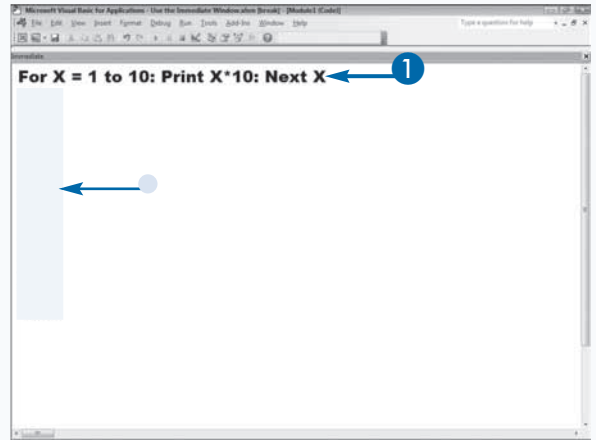 Microsoft Visual Basic for Applications - Use the Immediate Window.xlsm [break] - [Module1 (Code)]
File Edit View Insert Format Debug Run Tools Add-Ins Window Help
Type a question for help
Immediate
For X = 1 to 10: Print X*10: Next X
1